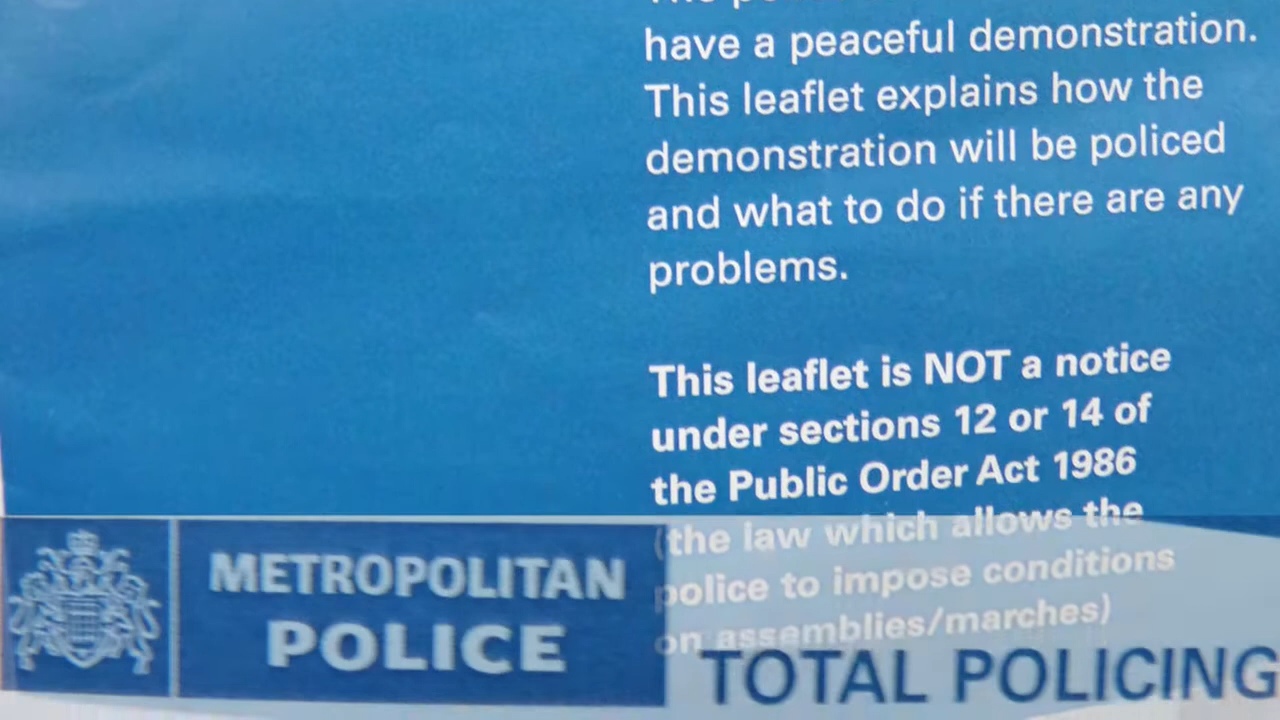 have a peaceful demonstration.
This leaflet explains how the
demonstration will be policed
and what to do if there are any
problems.
This leaflet is NOT a notice
under sections 12 or 14 of
the Public Order Act 1986
(the law which allows the
police to impose conditions
on assemblies/marches)
METROPOLITAN
POLICE
TOTAL POLICING